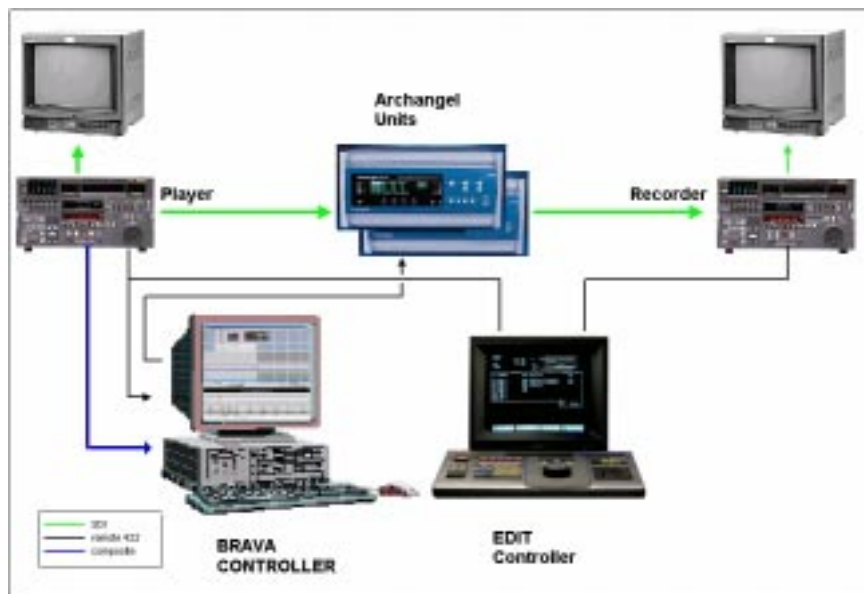 Archangel
Units
Player
Recorder
SDI
remote 422
composite
BRAVA
CONTROLLER
EDIT
Controller